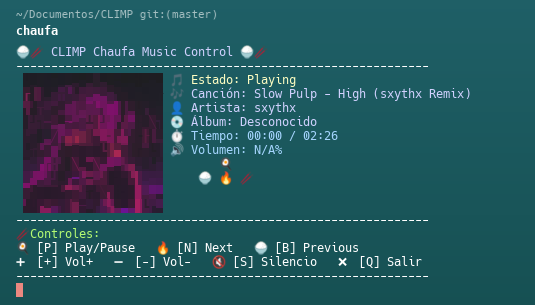 ~/Documentos/CLIMP git:(master)
chaufa
🍚🥢 CLIMP Chaufa Music Control 🍚🥢
-----------------------------------------------------------
🎵 Estado: Playing
🎶 Canción: Slow Pulp - High (sxythx Remix)
👤 Artista: sxythx
💿 Álbum: Desconocido
⏱️ Tiempo: 00:00 / 02:26
🔊 Volumen: N/A%
-----------------------------------------------------------
🥢Controles:
🍳 [P] Play/Pause 🔥 [N] Next 🍚 [B] Previous
➕ [+] Vol+ ➖ [-] Vol- 🔇 [S] Silencio ✖ [Q] Salir
-----------------------------------------------------------